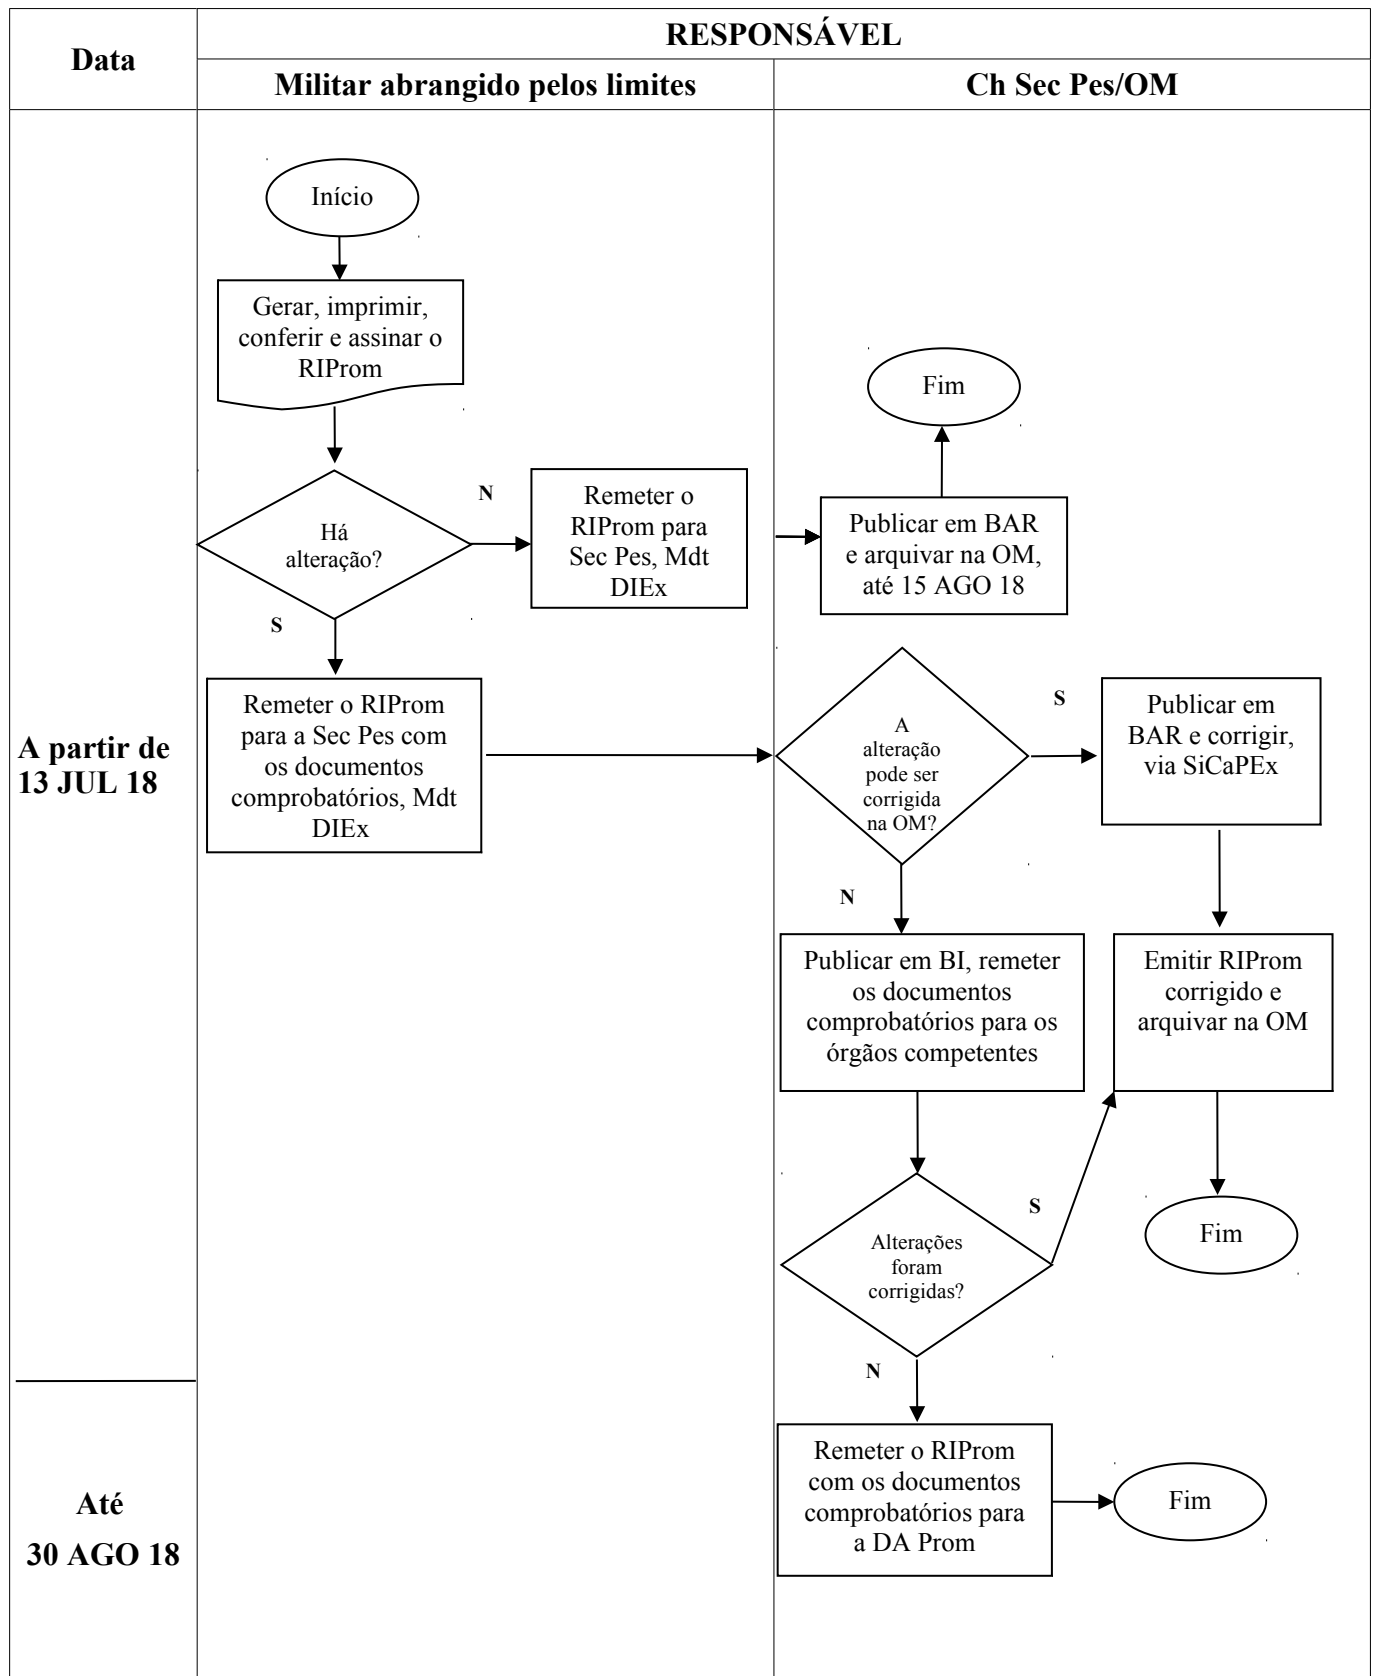 Data
RESPONSÁVEL
Militar abrangido pelos limites
Ch Sec Pes/OM
Início
Gerar, imprimir,
conferir e assinar o
RIProm
Fim
Há
alteração?
N
Remeter o
RIProm para
Sec Pes, Mdt
DIEx
Publicar em BAR
e arquivar na OM,
até 15 AGO 18
S
Remeter o RIProm
para a Sec Pes com
os documentos
comprobatórios, Mdt
DIEx
A
alteração
pode ser
corrigida
na OM?
S
Publicar em
BAR e corrigir,
via SiCaPEx
A partir de
13 JUL 18
N
Publicar em BI, remeter
os documentos
comprobatórios para os
órgãos competentes
Emitir RIProm
corrigido e
arquivar na OM
Alterações
foram
corrigidas?
S
Fim
N
Remeter o RIProm
com os documentos
comprobatórios para
a DA Prom
Fim
Até
30 AGO 18